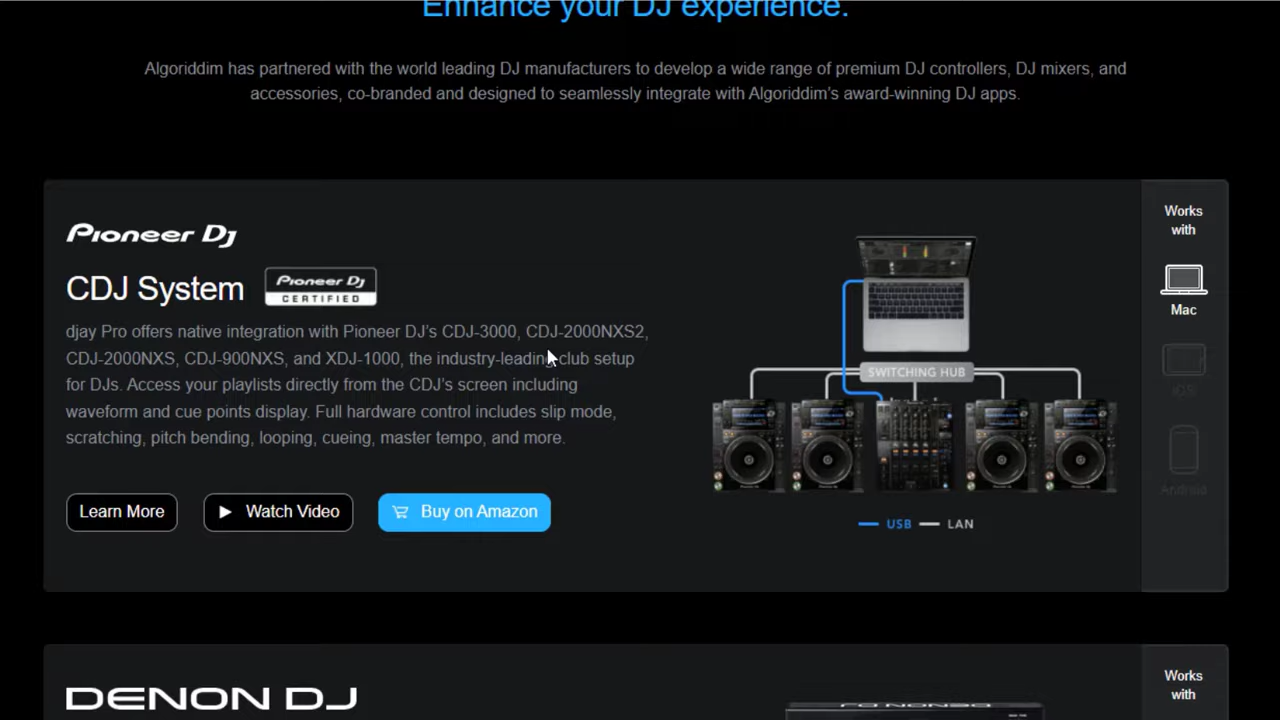 Enhance your DJ experience.
Algoriddim has partnered with the world leading DJ manufacturers to develop a wide range of premium DJ controllers, DJ mixers, and
accessories, co-branded and designed to seamlessly integrate with Algoriddim's award-winning DJ apps.
Pioneer Dj
CDJ System
Pioneer Dj
CERTIFIED
djay Pro offers native integration with Pioneer DJ's CDJ-3000, CDJ-2000NXS2,
CDJ-2000NXS, CDJ-900NXS, and XDJ-1000, the industry-leading club setup
for DJs. Access your playlists directly from the CDJ's screen including
waveform and cue points display. Full hardware control includes slip mode,
scratching, pitch bending, looping, cueing, master tempo, and more.
Learn More
Watch Video
Buy on Amazon
SWITCHING HUB
USB
LAN
Works
with
Mac
iOS
Android
DENON DJ
Works
with